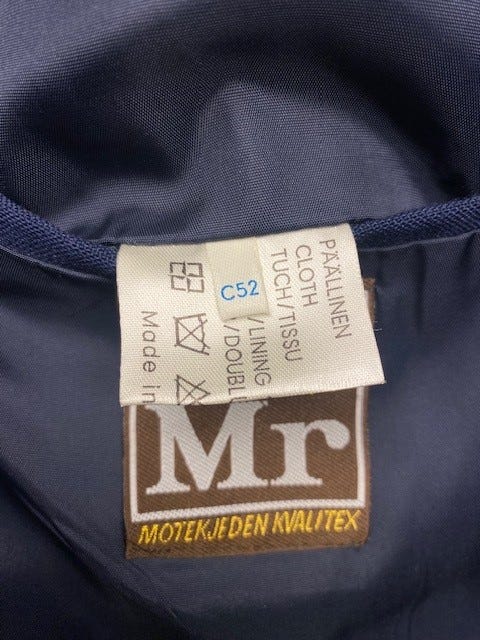 PÄÄLLINEN
CLOTH
TUCH/TISSU
/LINING
/DOUBL
C52
Made in
Mr
MOTEKJEDEN KVALITEX